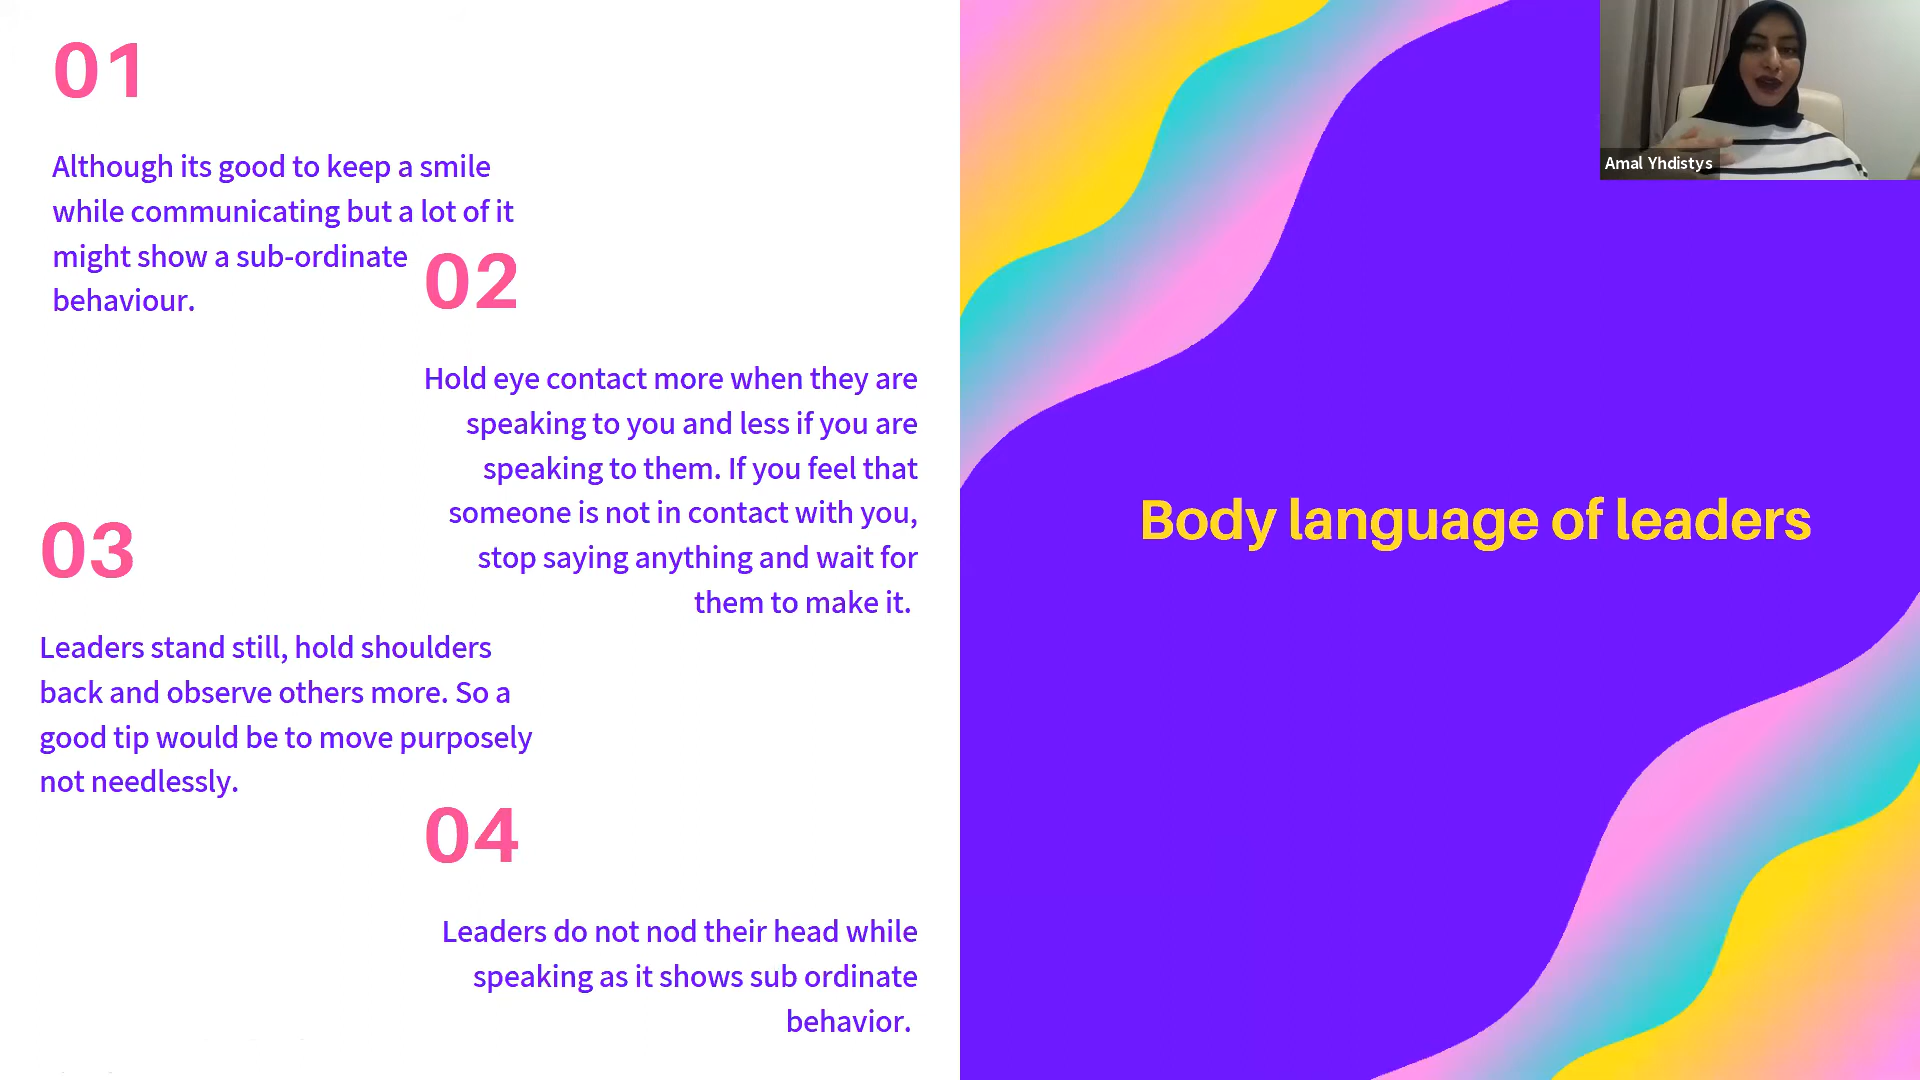 01
Although its good to keep a smile
while communicating but a lot of it
might show a sub-ordinate
behaviour.
02
Hold eye contact more when they are
speaking to you and less if you are
speaking to them. If you feel that
someone is not in contact with you,
stop saying anything and wait for
them to make it.
03
Leaders stand still, hold shoulders
back and observe others more. So a
good tip would be to move purposely
not needlessly.
04
Leaders do not nod their head while
speaking as it shows sub ordinate
behavior.
Body language of leaders
Amal Yhdistys